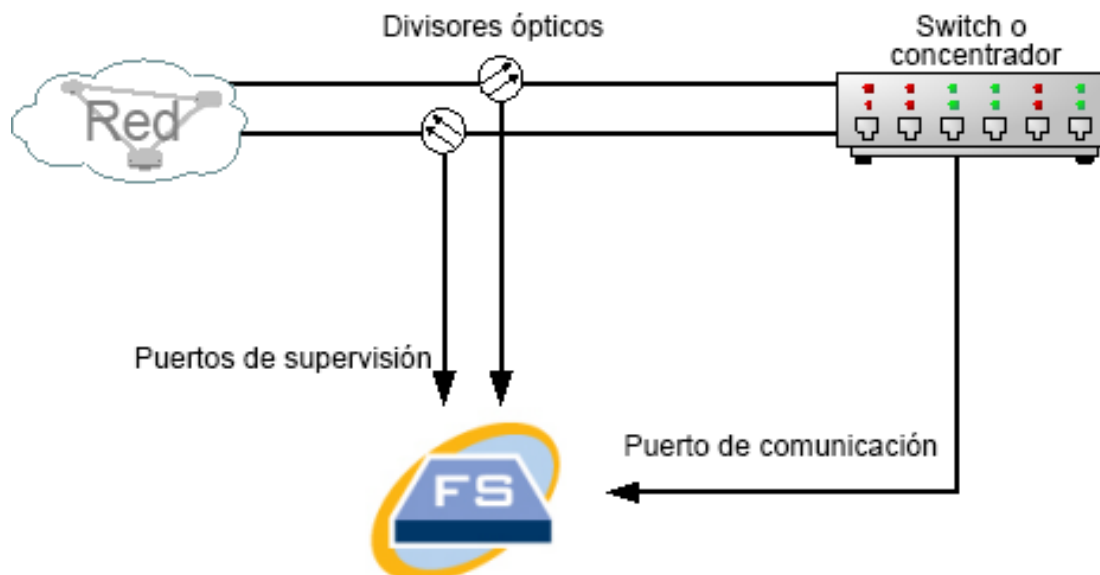 Divisores ópticos
Switch o
concentrador
Red
Puertos de supervisión
Puerto de comunicación
FS